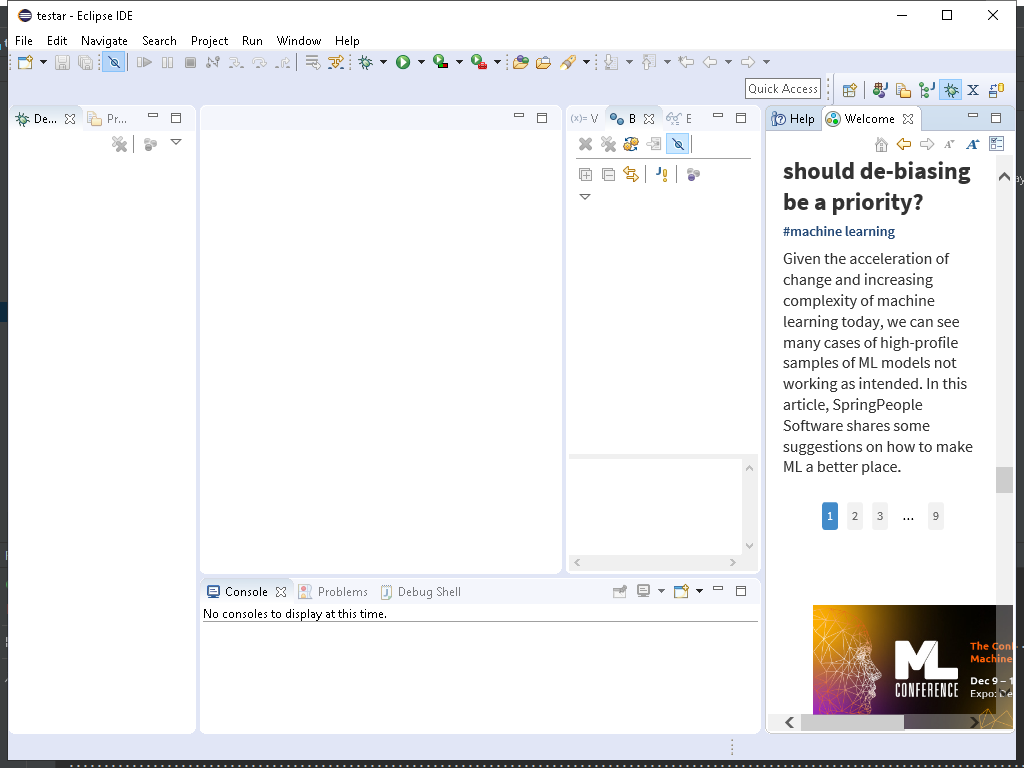 testar - Eclipse IDE
File Edit Navigate Search Project Run Window Help
Quick Access
De... Pr...
(x)= V B E
Help Welcome
should de-biasing
be a priority?
#machine learning
Given the acceleration of
change and increasing
complexity of machine
learning today, we can see
many cases of high-profile
samples of ML models not
working as intended. In this
article, SpringPeople
Software shares some
suggestions on how to make
ML a better place.
1 2 3 ... 9
Console Problems Debug Shell
No consoles to display at this time.
ML
CONFERENCE
The Con
Machine
Dec 9 – 1
Expo: De